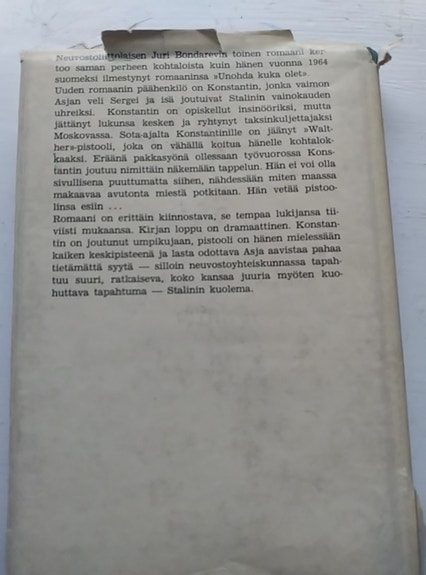 Neuvostoliittolaisen Juri Bondarevin toinen romaani ker-
too saman perheen kohtaloista kuin hänen vuonna 1964
suomeksi ilmestynyt romaaninsa »Unohda kuka olet»
Uuden romaanin päähenkilö on Konstantin, jonka vaimon
Asjan veli Sergei ja isä joutuivat Stalinin vainokauden
uhreiksi. Konstantin on opiskellut insinööriksi, mutta
jättänyt lukunsa kesken ja ryhtynyt taksinkuljettajaksi
Moskovassa. Sota-ajalta Konstantinille on jäänyt »Walt-
her»-pistooli, joka on vähällä koitua hänelle kohtalok-
kaaksi. Eräänä pakkasyönä ollessaan työvuorossa Kons-
tantin joutuu nimittäin näkemään tappelun. Hän ei voi olla
sivullisena puuttumatta siihen, nähdessään miten maassa
makaavaa avutonta miestä potkitaan. Hän vetää pistoo-
linsa esiin ...
Romaani on erittäin kiinnostava, se tempaa lukijansa tii-
viisti mukaansa. Kirjan loppu on dramaattinen. Konstan-
tin on joutunut umpikujaan, pistooli on hänen mielessään
kaiken keskipisteenä ja lasta odottava Asja aavistaa pahaa
tietämättä syytä — silloin neuvostoyhteiskunnassa tapah-
tuu suuri, ratkaiseva, koko kansaa juuria myöten kuo-
huttava tapahtuma — Stalinin kuolema.